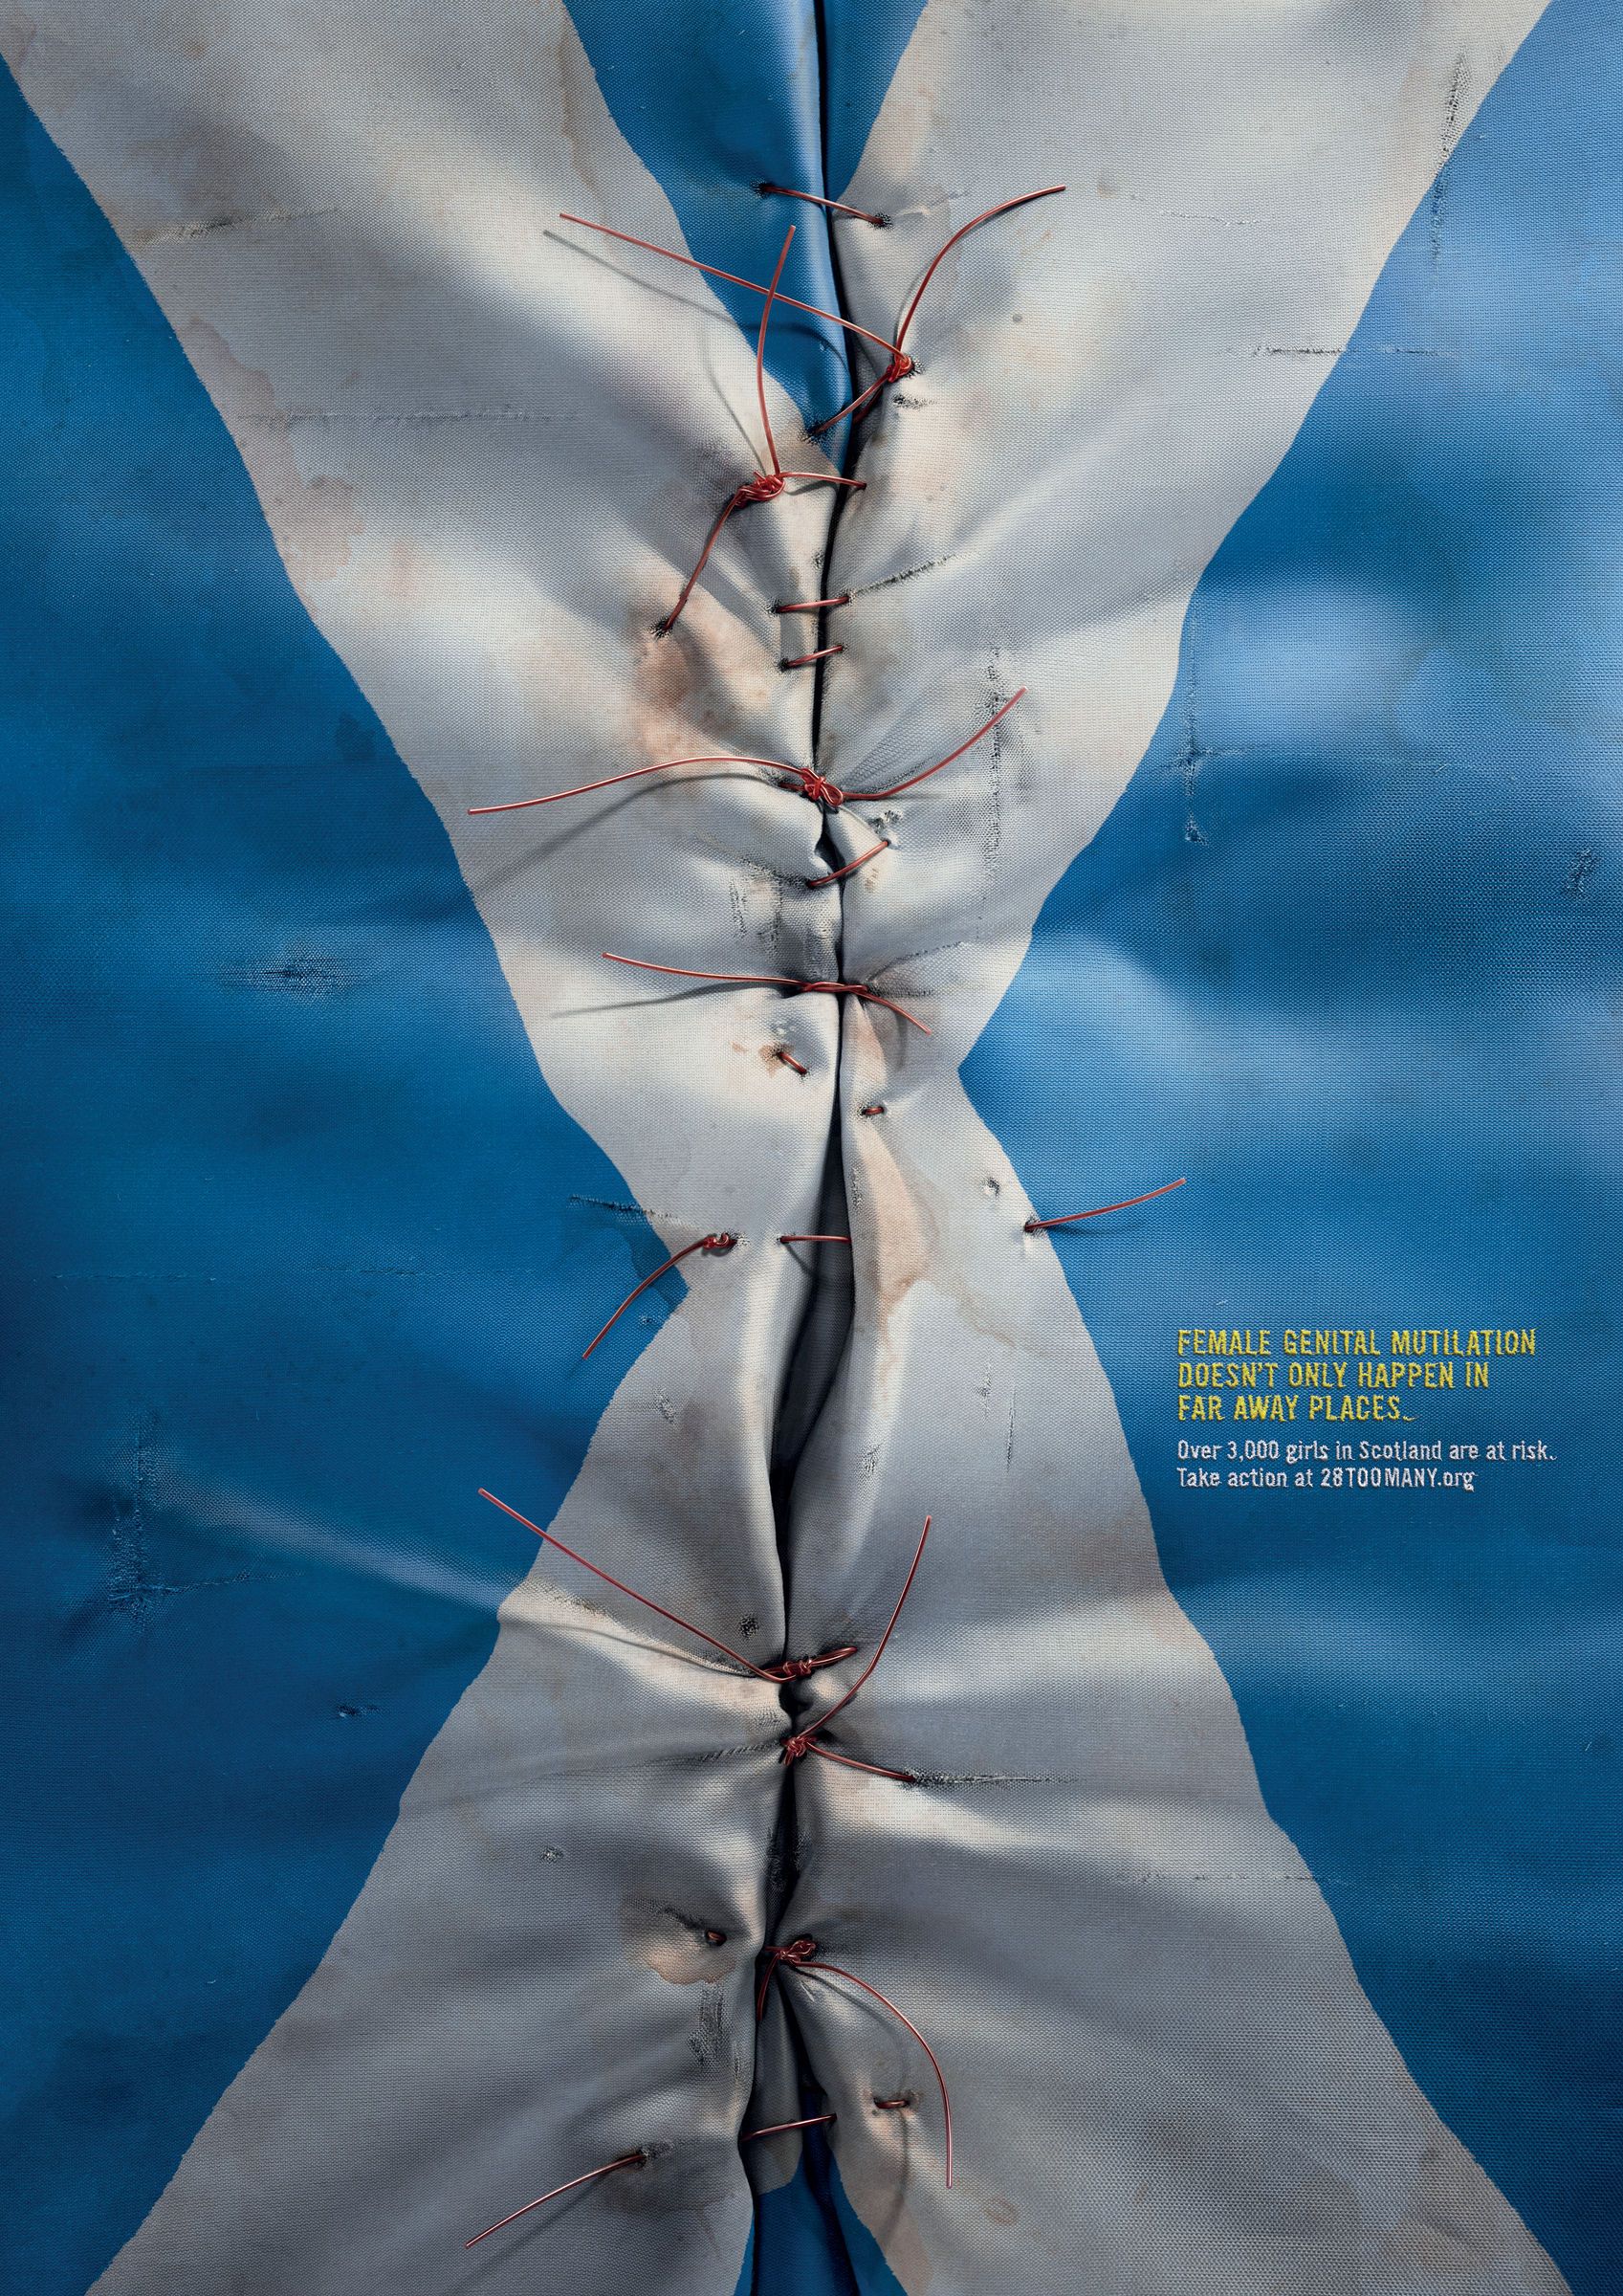 FEMALE GENITAL MUTILATION
DOESN'T ONLY HAPPEN IN
FAR AWAY PLACES.
Over 3,000 girls in Scotland are at risk.
Take action at 28TOOMANY.org